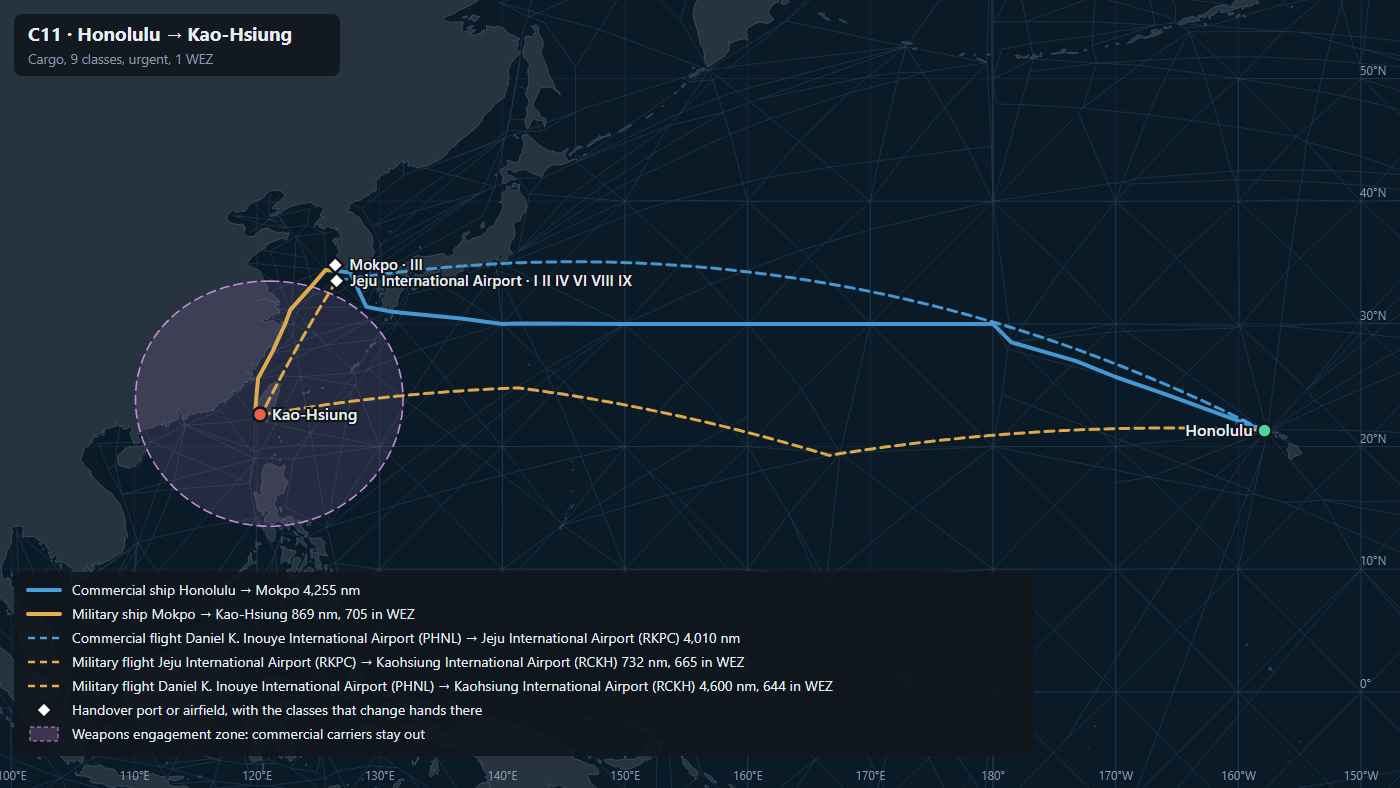 C11 · Honolulu → Kao-Hsiung
Cargo, 9 classes, urgent, 1 WEZ
50°N
40°N
Mokpo · III
Jeju International Airport · I II IV VI VIII IX
30°N
Kao-Hsiung
Honolulu
20°N
10°N
Commercial ship Honolulu → Mokpo 4,255 nm
Military ship Mokpo → Kao-Hsiung 869 nm, 705 in WEZ
Commercial flight Daniel K. Inouye International Airport (PHNL) → Jeju International Airport (RKPC) 4,010 nm
Military flight Jeju International Airport (RKPC) → Kaohsiung International Airport (RCKH) 732 nm, 665 in WEZ
Military flight Daniel K. Inouye International Airport (PHNL) → Kaohsiung International Airport (RCKH) 4,600 nm, 644 in WEZ
0°
Handover port or airfield, with the classes that change hands there
Weapons engagement zone: commercial carriers stay out
100°E 110°E 120°E 130°E 140°E 150°E 160°E 170°E 180° 170°W 160°W 150°W